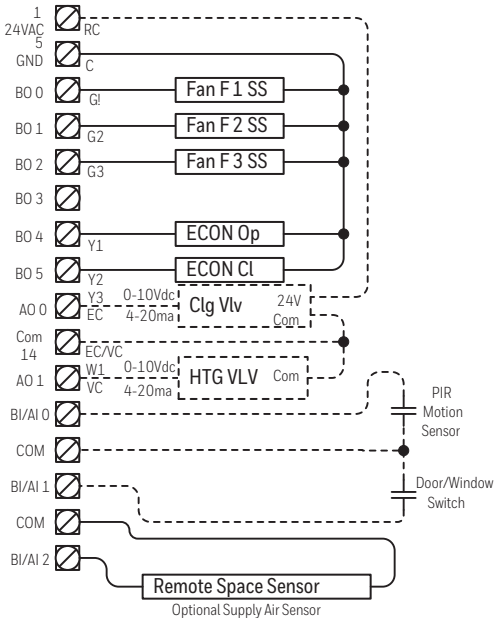 1
24VAC
RC
5
GND
C
BO 0
G!
Fan F 1 SS
BO 1
G2
Fan F 2 SS
BO 2
G3
Fan F 3 SS
BO 3
BO 4
Y1
ECON Op
BO 5
Y2
ECON Cl
AO 0
Y3
EC
0-10Vdc
4-20ma
Clg Vlv
24V
Com
Com
14
EC/VC
AO 1
W1
VC
0-10Vdc
4-20ma
HTG VLV
Com
BI/AI 0
PIR
Motion
Sensor
COM
BI/AI 1
Door/Window
Switch
COM
BI/AI 2
Remote Space Sensor
Optional Supply Air Sensor